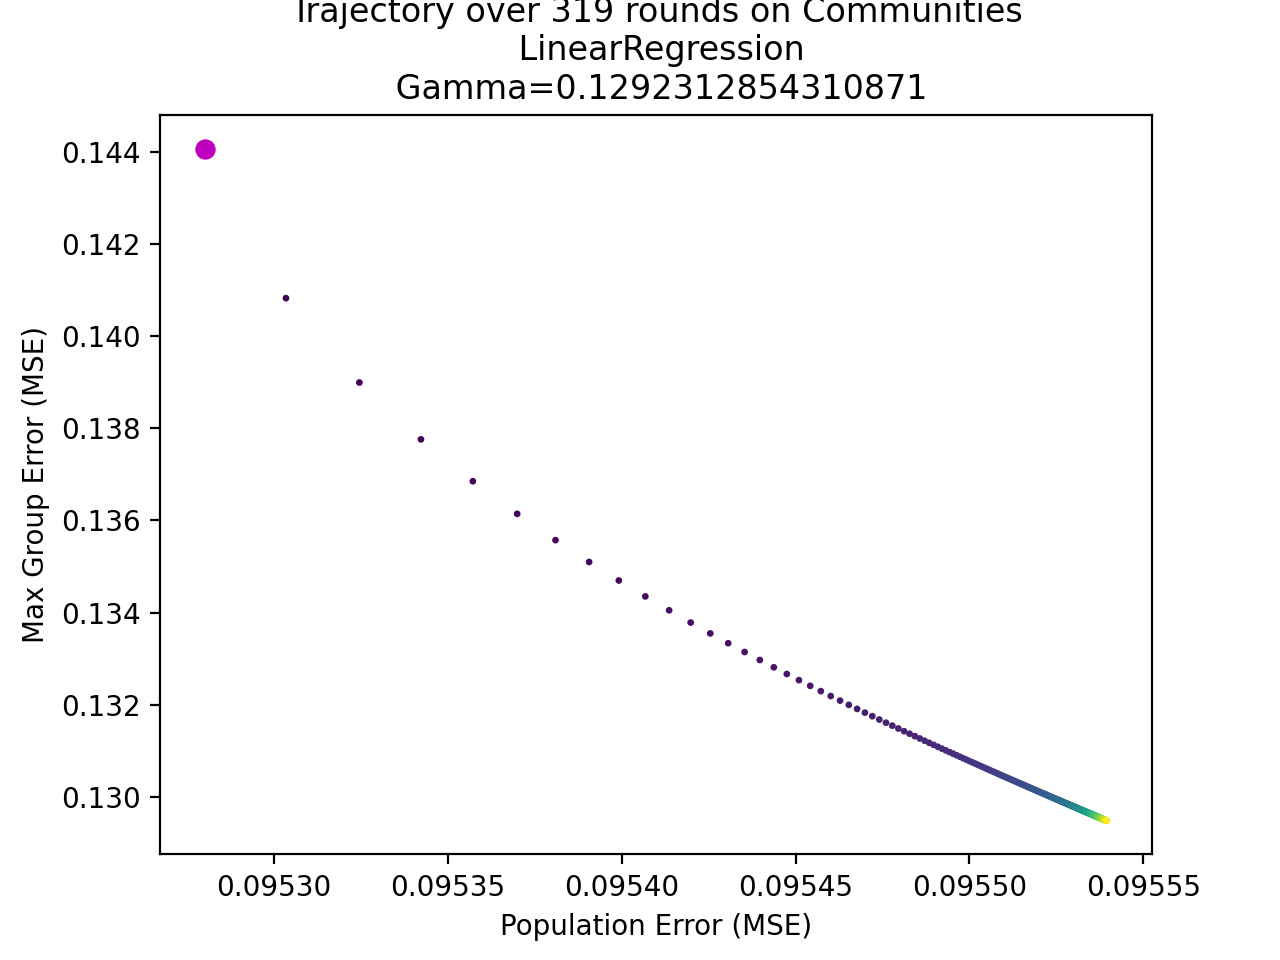 Trajectory over 319 rounds on Communities
LinearRegression
Gamma=0.1292312854310871
0.144
0.142
0.140
0.138
0.136
0.134
0.132
0.130
Max Group Error (MSE)
0.09530 0.09535 0.09540 0.09545 0.09550 0.09555
Population Error (MSE)